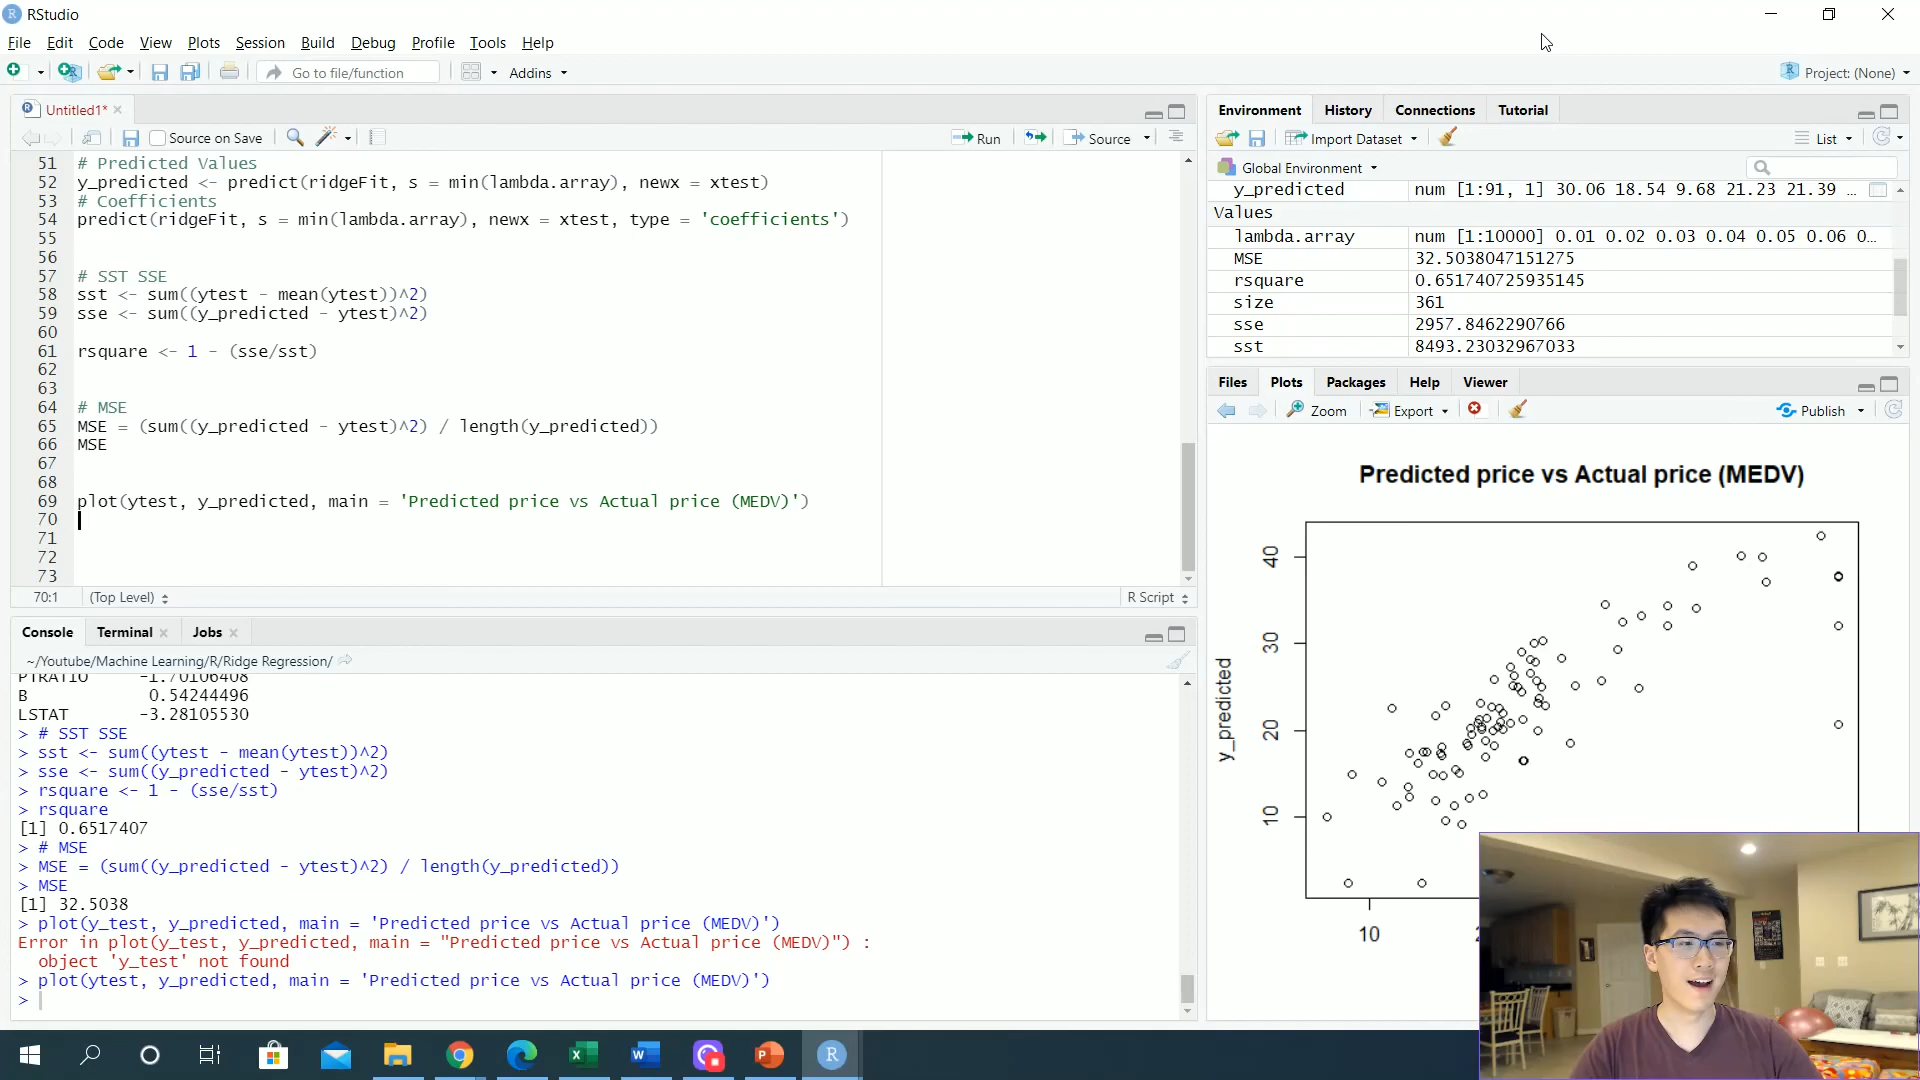 RStudio
File Edit Code View Plots Session Build Debug Profile Tools Help
Go to file/function Addins Project: (None)
Untitled1*
Source on Save Run Source
51 # Predicted Values
52 y_predicted <- predict(ridgeFit, s = min(lambda.array), newx = xtest)
53 # Coefficients
54 predict(ridgeFit, s = min(lambda.array), newx = xtest, type = 'coefficients')
55
56
57 # SST SSE
58 sst <- sum((ytest - mean(ytest))^2)
59 sse <- sum((y_predicted - ytest)^2)
60
61 rsquare <- 1 - (sse/sst)
62
63
64 # MSE
65 MSE = (sum((y_predicted - ytest)^2) / length(y_predicted))
66 MSE
67
68
69 plot(ytest, y_predicted, main = 'Predicted price vs Actual price (MEDV)')
70
71
72
73
70:1 (Top Level) R Script
Console Terminal Jobs
~/Youtube/Machine Learning/R/Ridge Regression/
PTRATIO -1.70106408
B 0.54244496
LSTAT -3.28105530
> # SST SSE
> sst <- sum((ytest - mean(ytest))^2)
> sse <- sum((y_predicted - ytest)^2)
> rsquare <- 1 - (sse/sst)
> rsquare
[1] 0.6517407
> # MSE
> MSE = (sum((y_predicted - ytest)^2) / length(y_predicted))
> MSE
[1] 32.5038
> plot(y_test, y_predicted, main = 'Predicted price vs Actual price (MEDV)')
Error in plot(y_test, y_predicted, main = "Predicted price vs Actual price (MEDV)") :
object 'y_test' not found
> plot(ytest, y_predicted, main = 'Predicted price vs Actual price (MEDV)')
>
Environment History Connections Tutorial
Import Dataset List
Global Environment
y_predicted num [1:91, 1] 30.06 18.54 9.68 21.23 21.39 ...
Values
lambda.array num [1:10000] 0.01 0.02 0.03 0.04 0.05 0.06 0...
MSE 32.5038047151275
rsquare 0.651740725935145
size 361
sse 2957.8462290766
sst 8493.23032967033
Files Plots Packages Help Viewer
Zoom Export Publish
Predicted price vs Actual price (MEDV)
40
30
20
10
y_predicted
10